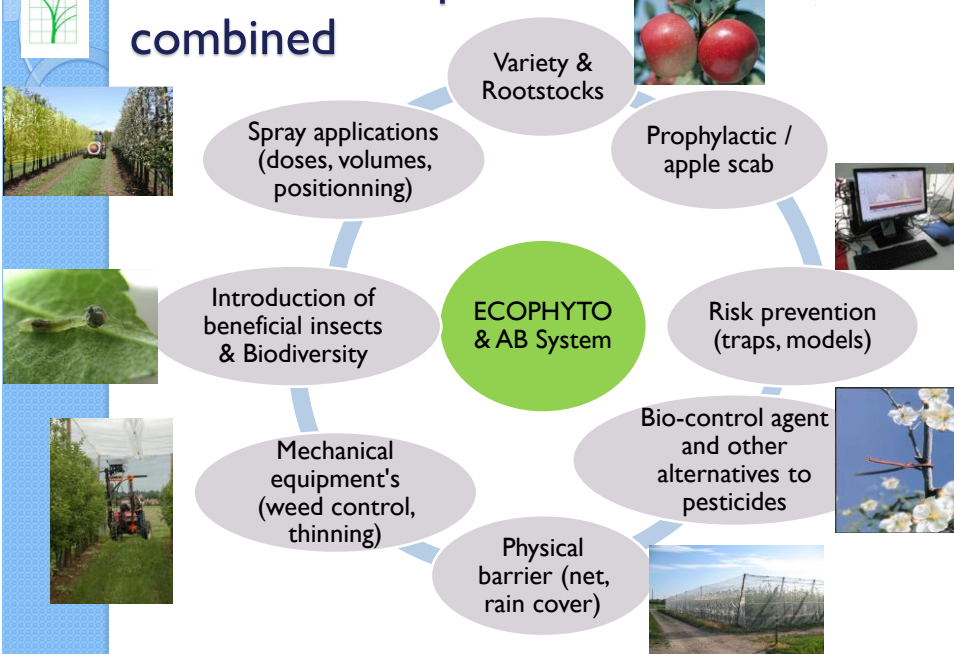 combined
Variety &
Rootstocks
Prophylactic /
apple scab
Risk prevention
(traps, models)
Bio-control agent
and other
alternatives to
pesticides
Physical
barrier (net,
rain cover)
Mechanical
equipment's
(weed control,
thinning)
Introduction of
beneficial insects
& Biodiversity
Spray applications
(doses, volumes,
positionning)
ECOPHYTO
& AB System